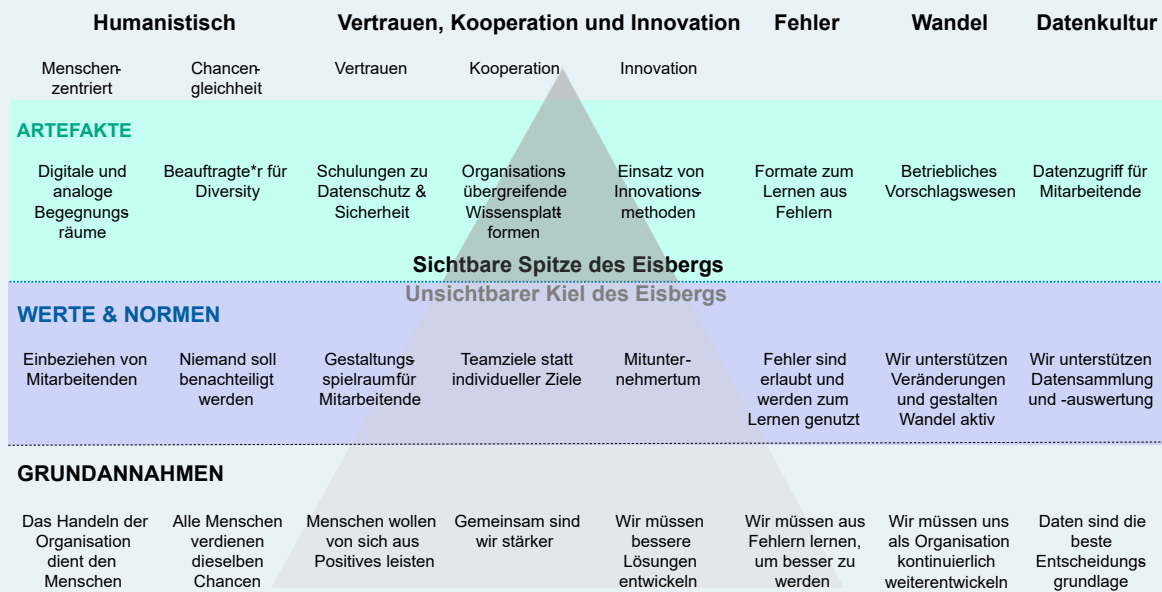 Humanistisch
Vertrauen, Kooperation und Innovation
Fehler
Wandel
Datenkultur
Menschen-
zentriert
Chancen-
gleichheit
Vertrauen
Kooperation
Innovation
ARTEFAKTE
Digitale und
analoge
Begegnungs-
räume
Beauftragte*r für
Diversity
Schulungen zu
Datenschutz &
Sicherheit
Organisations-
übergreifende
Wissensplatt-
formen
Einsatz von
Innovations-
methoden
Formate zum
Lernen aus
Fehlern
Betriebliches
Vorschlagswesen
Datenzugriff für
Mitarbeitende
Sichtbare Spitze des Eisbergs
Unsichtbarer Kiel des Eisbergs
WERTE & NORMEN
Einbeziehen von
Mitarbeitenden
Niemand soll
benachteiligt
werden
Gestaltungs-
spielraum für
Mitarbeitende
Teamziele statt
individueller Ziele
Mitunter-
nehmertum
Fehler sind
erlaubt und
werden zum
Lernen genutzt
Wir unterstützen
Veränderungen
und gestalten
Wandel aktiv
Wir unterstützen
Datensammlung
und -auswertung
GRUNDANNAHMEN
Das Handeln der
Organisation
dient den
Menschen
Alle Menschen
verdienen
dieselben
Chancen
Menschen wollen
von sich aus
Positives leisten
Gemeinsam sind
wir stärker
Wir müssen
bessere
Lösungen
entwickeln
Wir müssen aus
Fehlern lernen,
um besser zu
werden
Wir müssen uns
als Organisation
kontinuierlich
weiterentwickeln
Daten sind die
beste
Entscheidungs-
grundlage